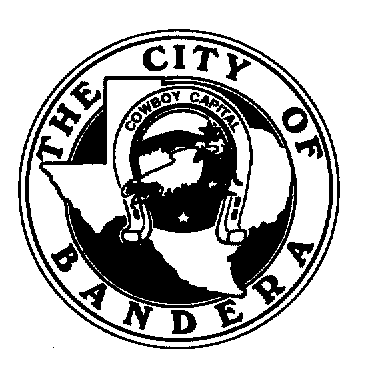 THE CITY OF
COWBOY CAPITAL
BANDERA